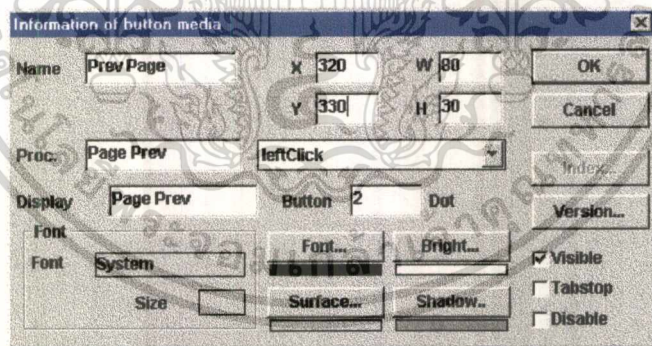 Information of button media
Name Prev Page X 320 W 80 OK
Y 330 H 30 Cancel
Proc. Page Prev leftClick Index...
Display Page Prev Button 2 Dot Version...
Font Font... Bright... Visible
Font System Tabstop
Size Surface... Shadow.. Disable